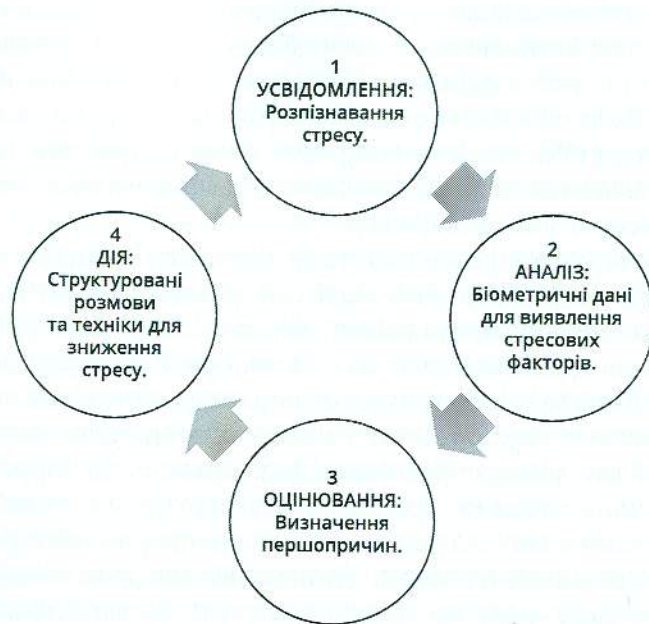 1
УСВІДОМЛЕННЯ:
Розпізнавання
стресу.
2
АНАЛІЗ:
Біометричні дані
для виявлення
стресових
факторів.
3
ОЦІНЮВАННЯ:
Визначення
першопричин.
4
ДІЯ:
Структуровані
розмови
та техніки для
зниження
стресу.